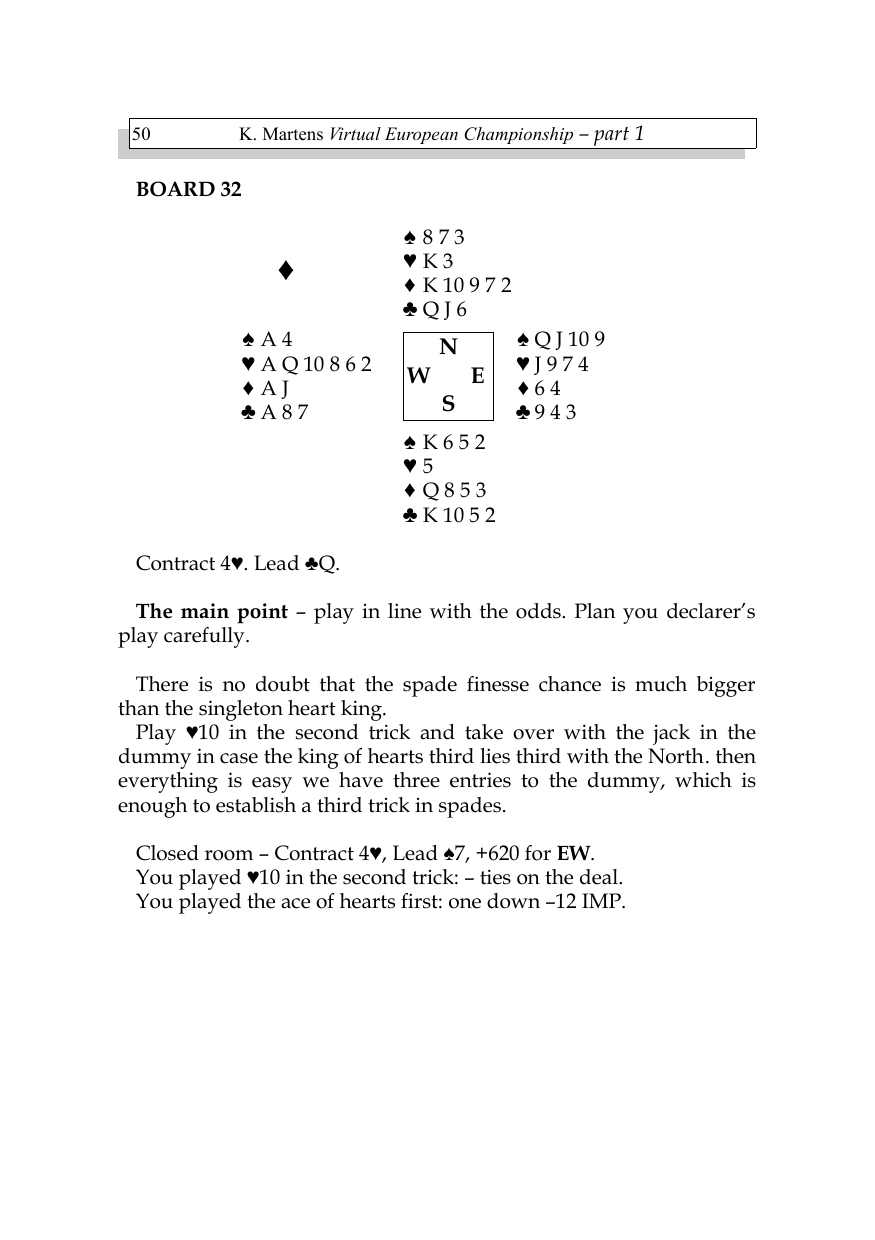 50 K. Martens Virtual European Championship – part 1
BOARD 32
♠ 8 7 3
♦ ♥ K 3
♦ K 10 9 7 2
♣ Q J 6
♠ A 4 N ♠ Q J 10 9
♥ A Q 10 8 6 2 W E ♥ J 9 7 4
♦ A J ♦ 6 4
♣ A 8 7 S ♣ 9 4 3
♠ K 6 5 2
♥ 5
♦ Q 8 5 3
♣ K 10 5 2
Contract 4♥. Lead ♣Q.
The main point – play in line with the odds. Plan you declarer’s
play carefully.
There is no doubt that the spade finesse chance is much bigger
than the singleton heart king.
Play ♥10 in the second trick and take over with the jack in the
dummy in case the king of hearts third lies third with the North. then
everything is easy we have three entries to the dummy, which is
enough to establish a third trick in spades.
Closed room – Contract 4♥, Lead ♠7, +620 for EW.
You played ♥10 in the second trick: – ties on the deal.
You played the ace of hearts first: one down –12 IMP.